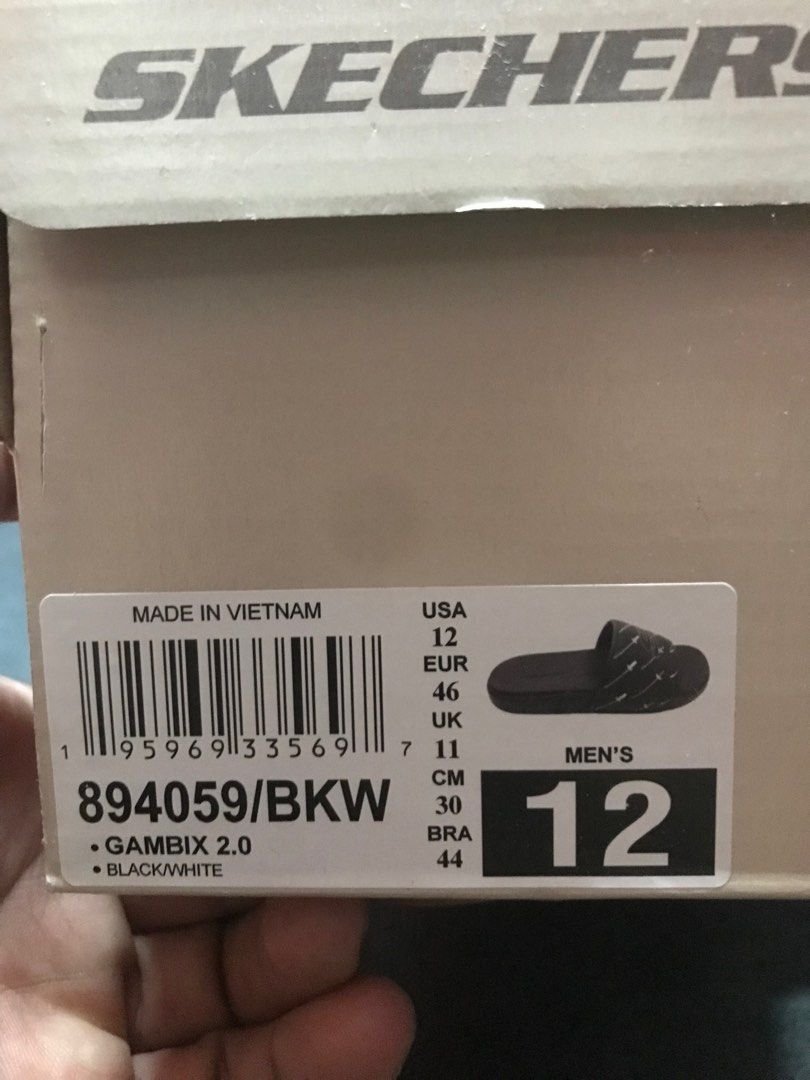 SKECHERS
MADE IN VIETNAM
1 95969 33569 7
894059/BKW
• GAMBIX 2.0
• BLACK/WHITE
USA
12
EUR
46
UK
11
CM
30
BRA
44
MEN'S
12